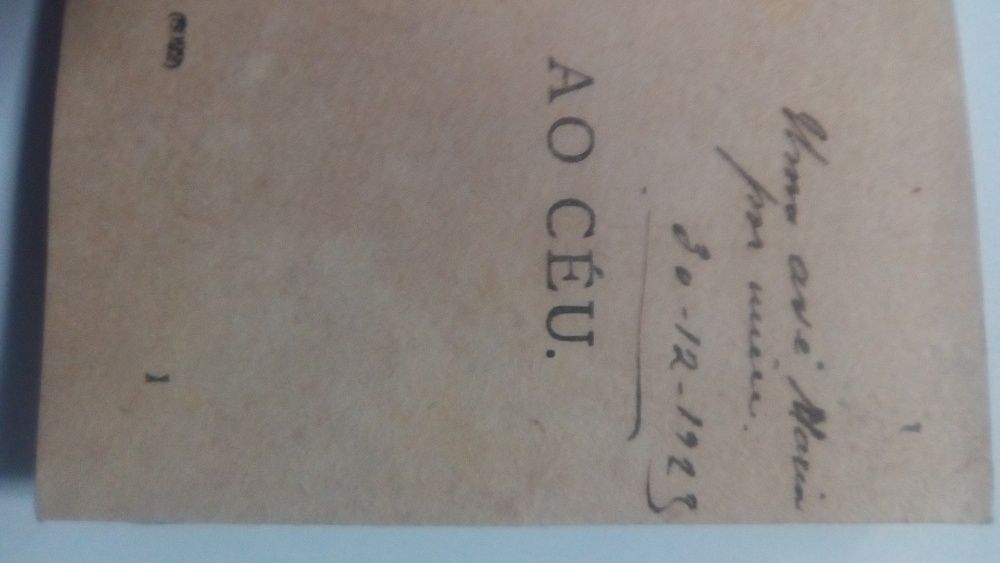 Uma avé Maria
por mim.
30-12-1923
AO CÉU.
1